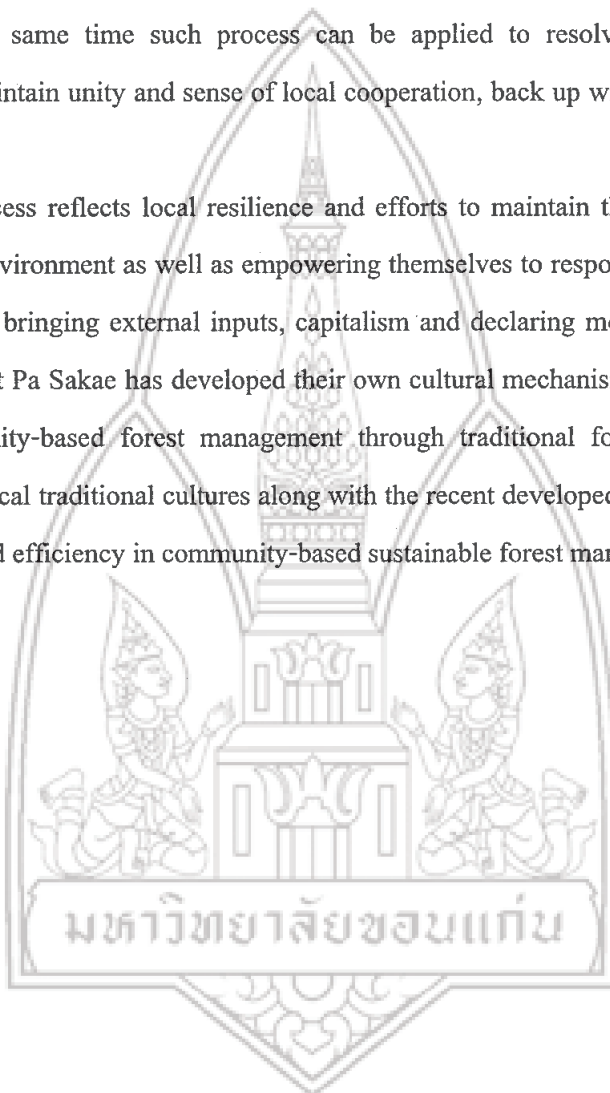 same time such process can be applied to resolv
intain unity and sense of local cooperation, back up w
cess reflects local resilience and efforts to maintain th
vironment as well as empowering themselves to respo
bringing external inputs, capitalism and declaring mo
t Pa Sakae has developed their own cultural mechanis
ity-based forest management through traditional fo
cal traditional cultures along with the recent developed
d efficiency in community-based sustainable forest ma
มหาวิทยาลัยขอนแก่น